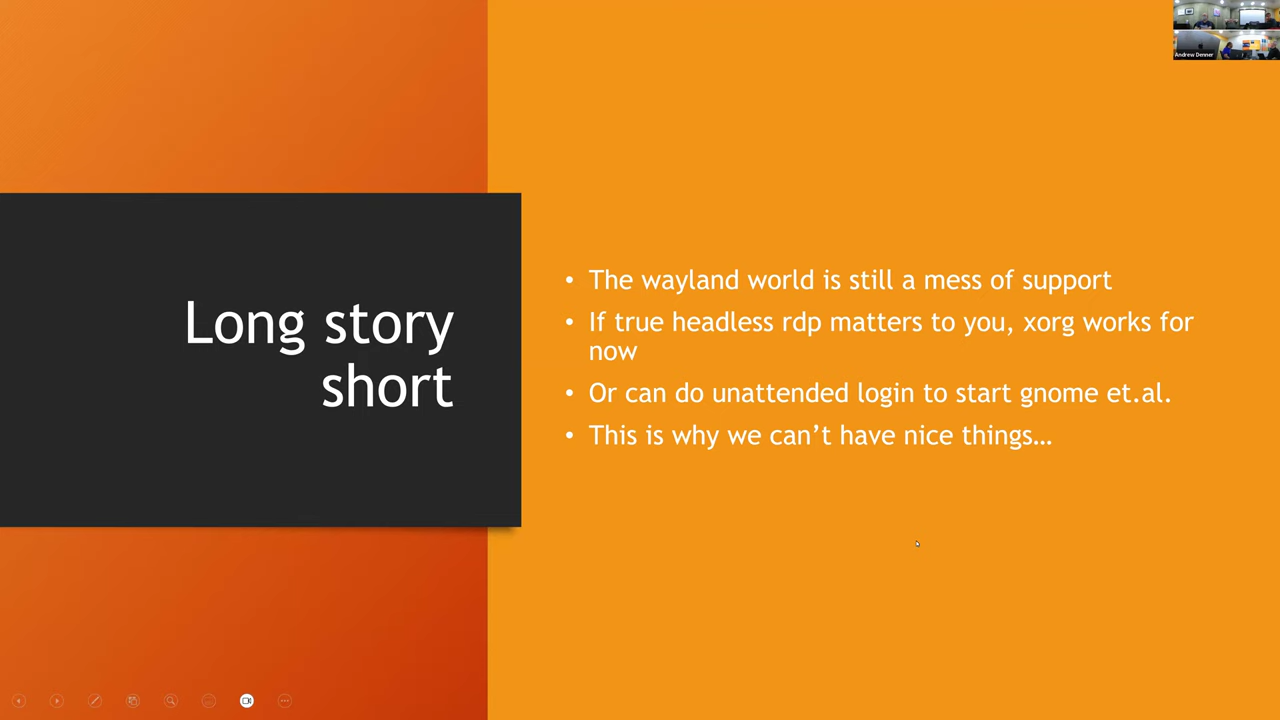 Long story
short
• The wayland world is still a mess of support
• If true headless rdp matters to you, xorg works for
now
• Or can do unattended login to start gnome et.al.
• This is why we can’t have nice things…
Andrew Denner